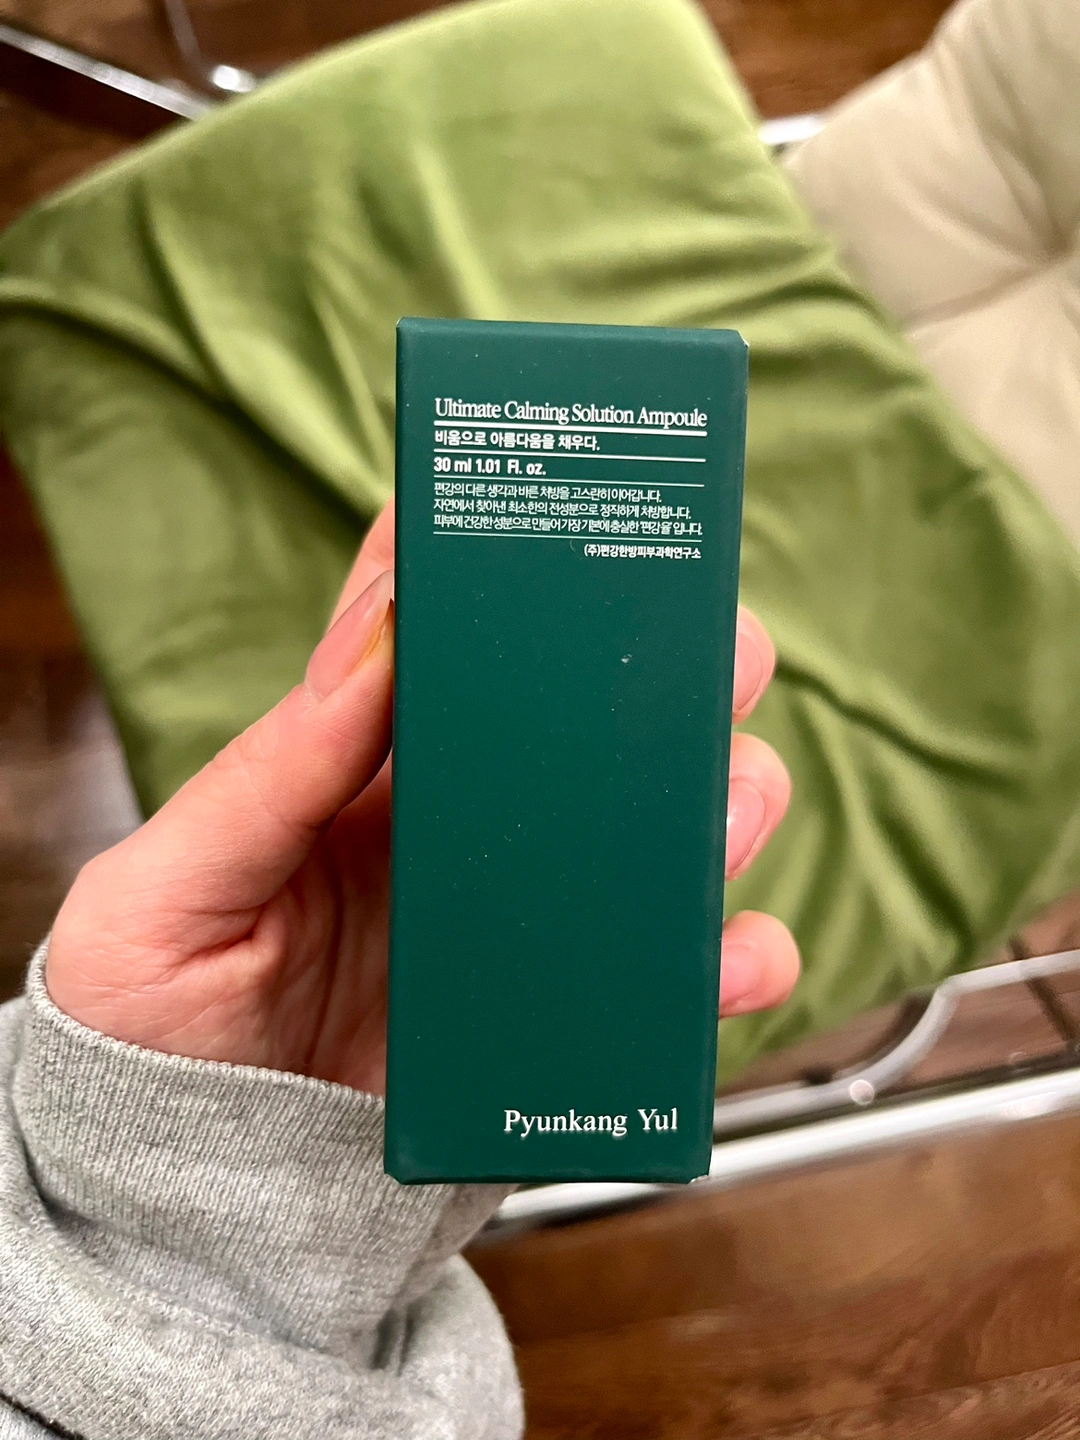 Ultimate Calming Solution Ampoule
비움으로 아름다움을 채우다.
30 ml 1.01 Fl. oz.
편강의 다른 생각과 바른 처방을 고스란히 이어갑니다.
자연에서 찾아낸 최소한의 전성분으로 정직하게 처방합니다.
피부에 건강한 성분으로 만들어 가장 기본에 충실한 '편강율' 입니다.
(주)편강한방피부과학연구소
Pyunkang Yul